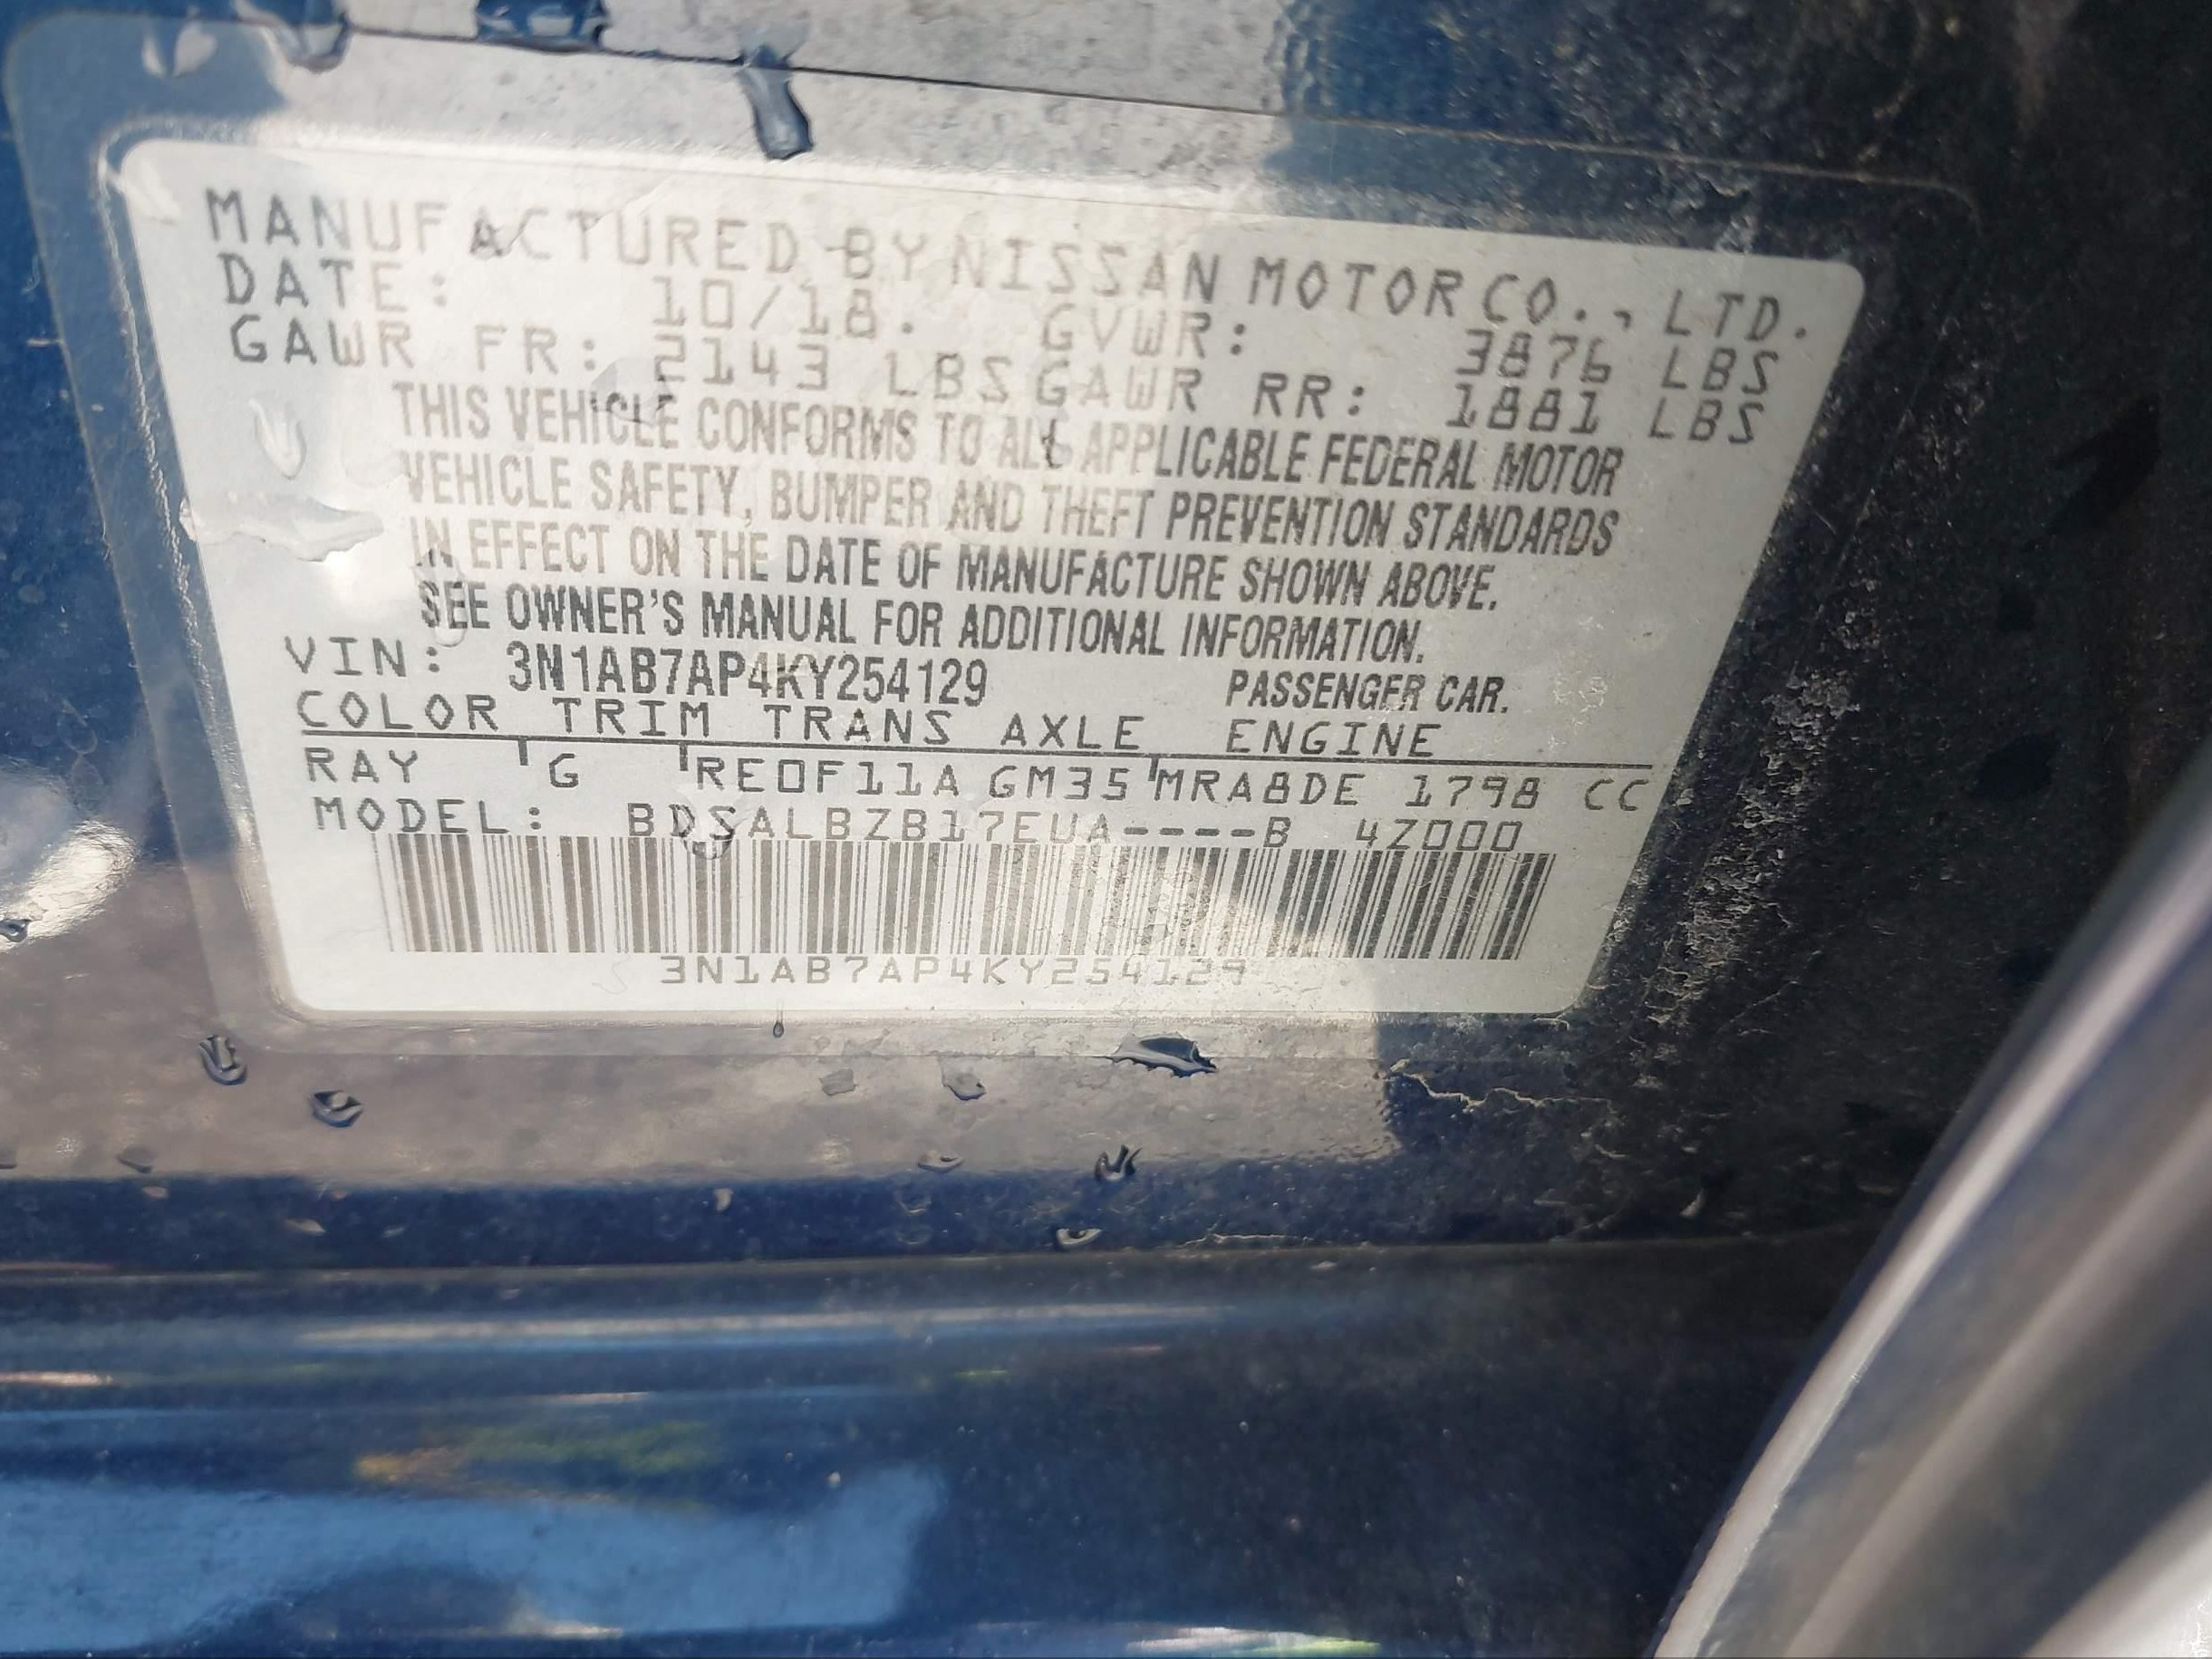 MANUFACTURED BY NISSAN MOTOR CO., LTD.
DATE: 10/18. GVWR: 3876 LBS
GAWR FR: 2143 LBS GAWR RR: 1881 LBS
THIS VEHICLE CONFORMS TO ALL APPLICABLE FEDERAL MOTOR
VEHICLE SAFETY, BUMPER AND THEFT PREVENTION STANDARDS
IN EFFECT ON THE DATE OF MANUFACTURE SHOWN ABOVE.
SEE OWNER'S MANUAL FOR ADDITIONAL INFORMATION.
VIN: 3N1AB7AP4KY254129 PASSENGER CAR.
COLOR TRIM TRANS AXLE ENGINE
RAY G RE0F11A GM35 MRA8DE 1798 CC
MODEL: BDSALBZB17EUA----B 4Z000
3N1AB7AP4KY254129